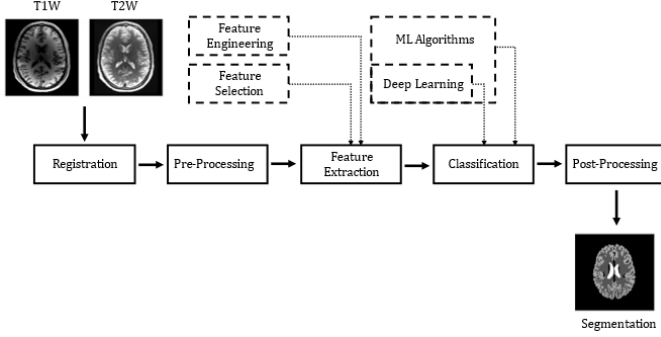 T1W
T2W
Feature
Engineering
Feature
Selection
ML Algorithms
Deep Learning
Registration
Pre-Processing
Feature
Extraction
Classification
Post-Processing
Segmentation